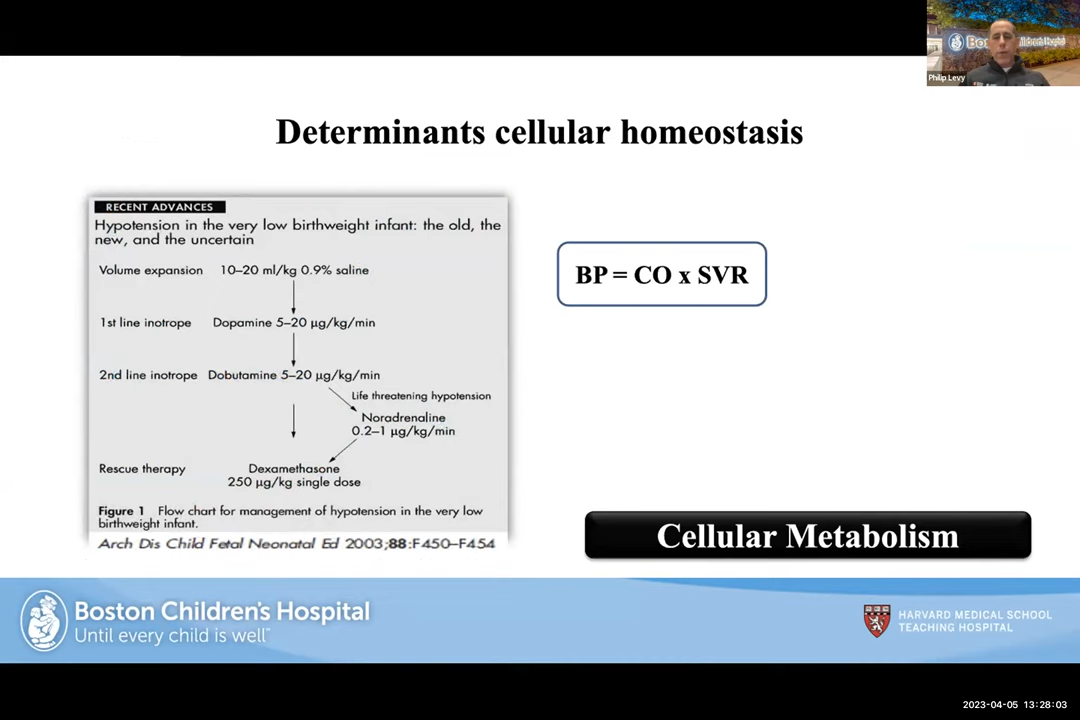 Boston Children's Hospital
Philip Levy
Determinants cellular homeostasis
RECENT ADVANCES
Hypotension in the very low birthweight infant: the old, the
new, and the uncertain
Volume expansion 10–20 ml/kg 0.9% saline
1st line inotrope Dopamine 5–20 µg/kg/min
2nd line inotrope Dobutamine 5–20 µg/kg/min
Life threatening hypotension
Noradrenaline
0.2–1 µg/kg/min
Rescue therapy Dexamethasone
250 µg/kg single dose
Figure 1 Flow chart for management of hypotension in the very low
birthweight infant.
Arch Dis Child Fetal Neonatal Ed 2003;88:F450–F454
BP = CO x SVR
Cellular Metabolism
Boston Children's Hospital
Until every child is well™
HARVARD MEDICAL SCHOOL
TEACHING HOSPITAL
2023-04-05 13:28:03